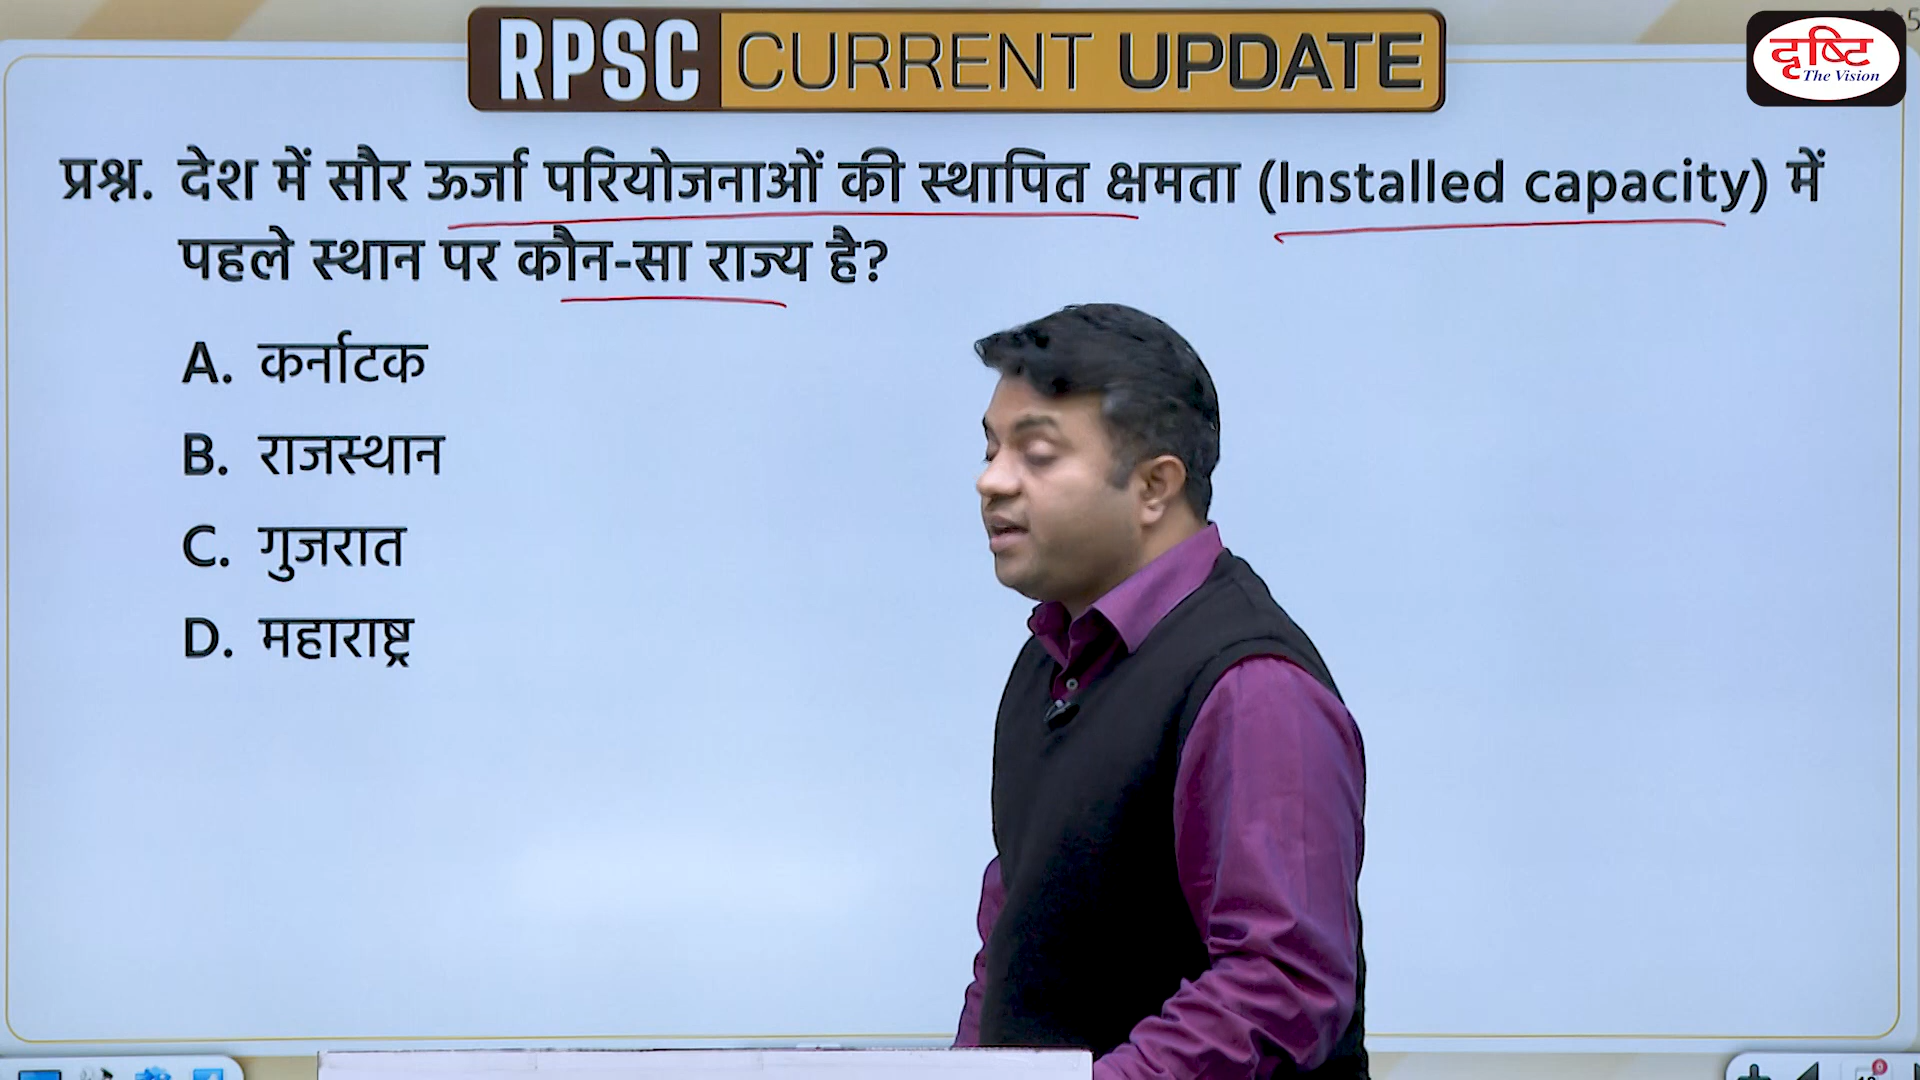 RPSC CURRENT UPDATE
दृष्टि
The Vision
प्रश्न. देश में सौर ऊर्जा परियोजनाओं की स्थापित क्षमता (Installed capacity) में
पहले स्थान पर कौन-सा राज्य है?
A. कर्नाटक
B. राजस्थान
C. गुजरात
D. महाराष्ट्र